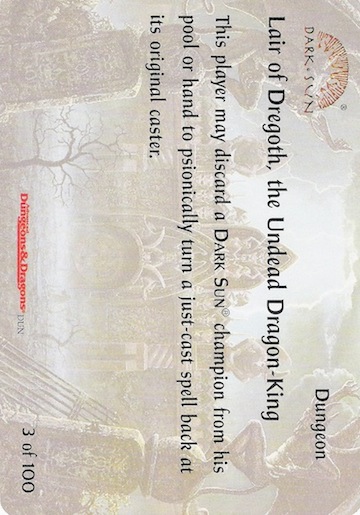 DARK•SUN®
Dungeon
Lair of Dregoth, the Undead Dragon-King
This player may discard a DARK SUN® champion from his
pool or hand to psionically turn a just-cast spell back at
its original caster.
Dungeons & Dragons® DUN
3 of 100